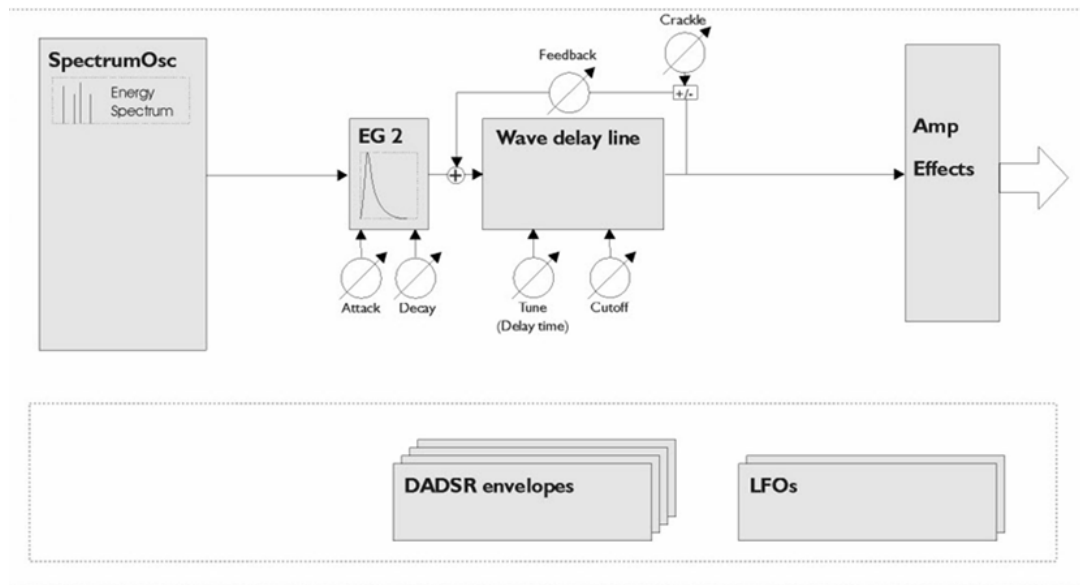 Crackle
Feedback
SpectrumOsc
Energy
Spectrum
+/-
EG 2
Wave delay line
Amp
Effects
+
Attack
Decay
Tune
(Delay time)
Cutoff
DADSR envelopes
LFOs